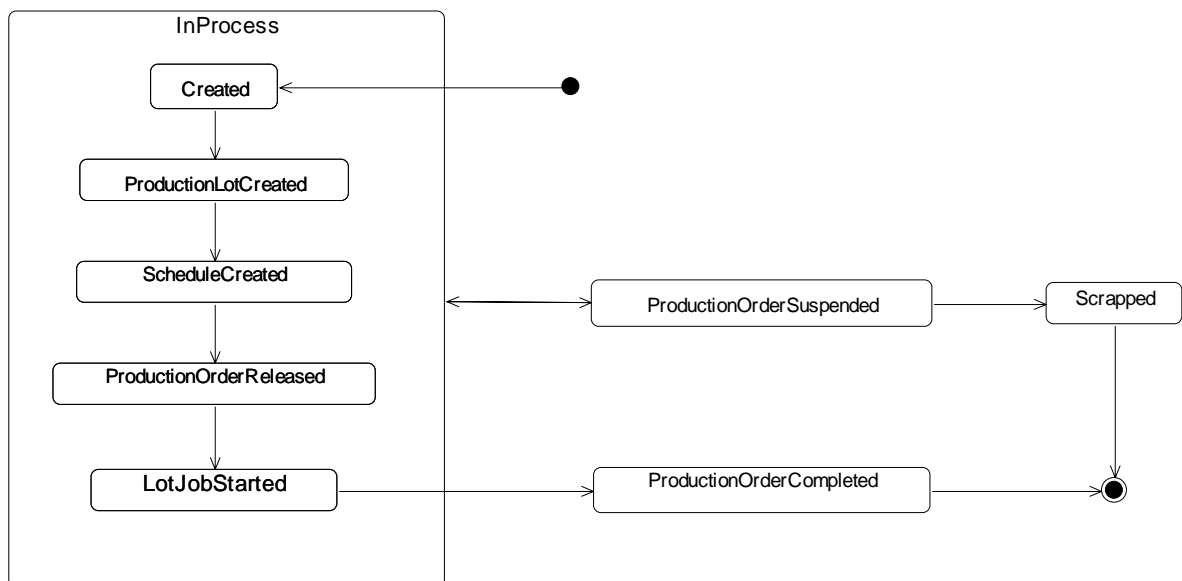 InProcess
Created
ProductionLotCreated
ScheduleCreated
ProductionOrderSuspended
Scrapped
ProductionOrderReleased
LotJobStarted
ProductionOrderCompleted